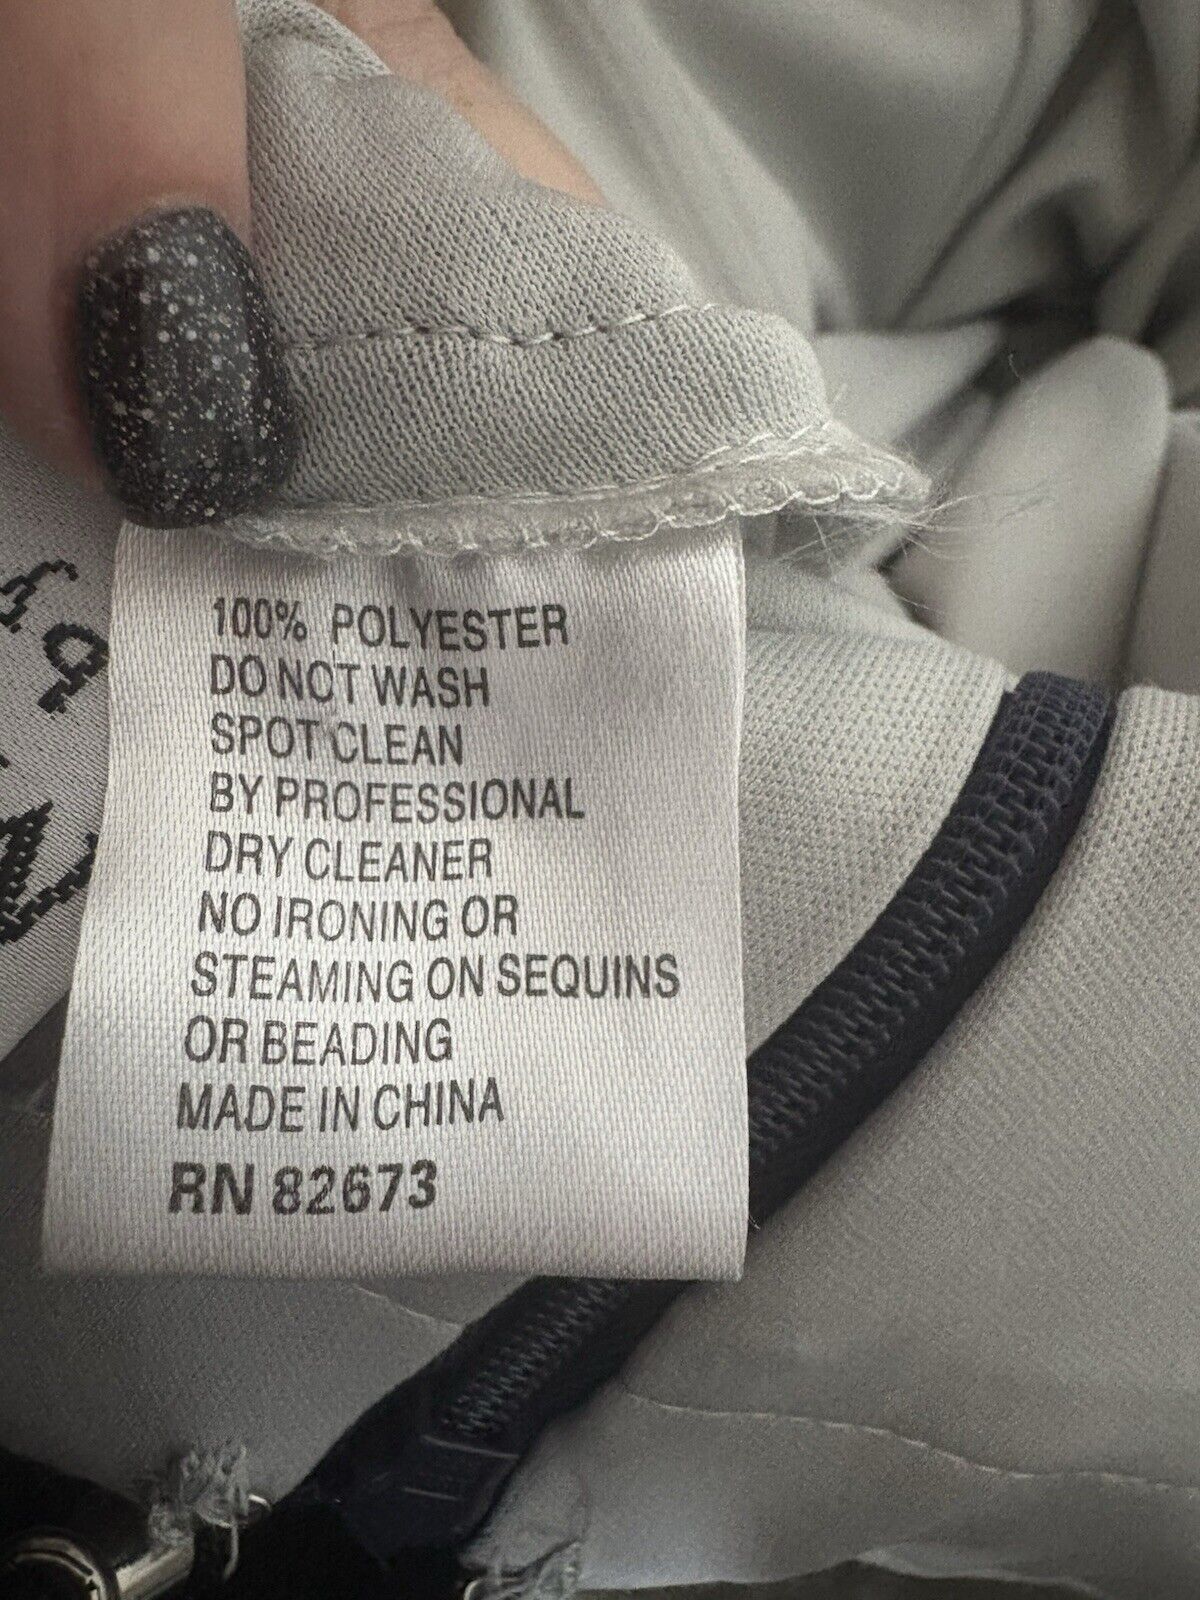 100% POLYESTER
DO NOT WASH
SPOT CLEAN
BY PROFESSIONAL
DRY CLEANER
NO IRONING OR
STEAMING ON SEQUINS
OR BEADING
MADE IN CHINA
RN 82673